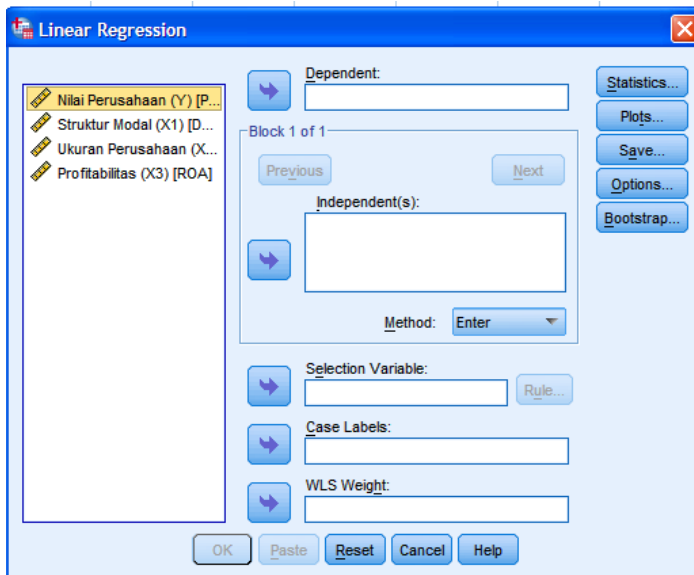 Linear Regression
Nilai Perusahaan (Y) [P...
Struktur Modal (X1) [D...
Ukuran Perusahaan (X...
Profitabilitas (X3) [ROA]
Dependent:
Block 1 of 1
Previous
Next
Independent(s):
Method:
Enter
Selection Variable:
Rule...
Case Labels:
WLS Weight:
Statistics...
Plots...
Save...
Options...
Bootstrap...
OK
Paste
Reset
Cancel
Help